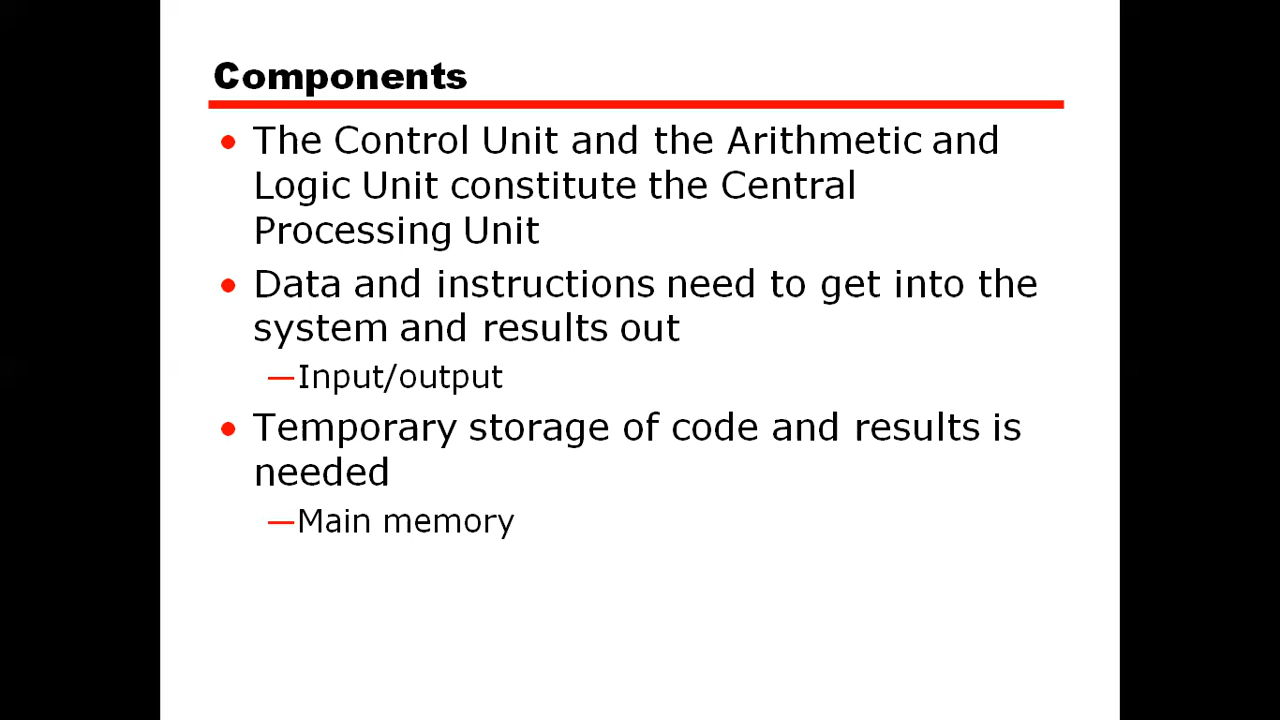 Components
• The Control Unit and the Arithmetic and
Logic Unit constitute the Central
Processing Unit
• Data and instructions need to get into the
system and results out
—Input/output
• Temporary storage of code and results is
needed
—Main memory